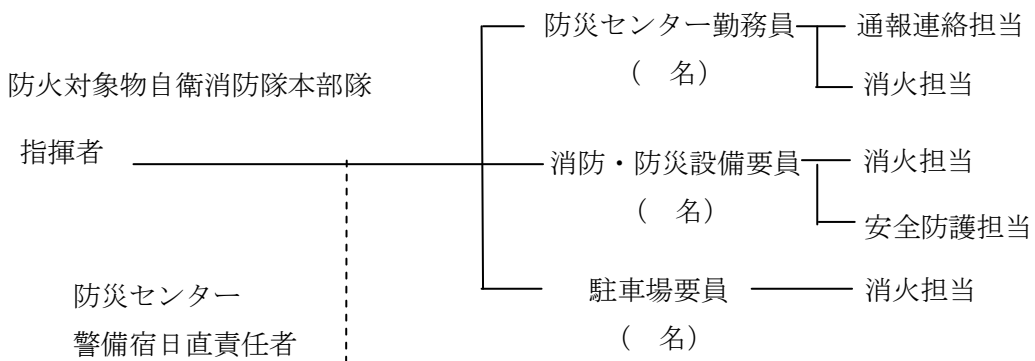 防災センター勤務員 通報連絡担当
( 名)
防火対象物自衛消防隊本部隊 消火担当
指揮者 消防・防災設備要員 消火担当
( 名)
安全防護担当
防災センター 駐車場要員 消火担当
警備宿日直責任者 ( 名)